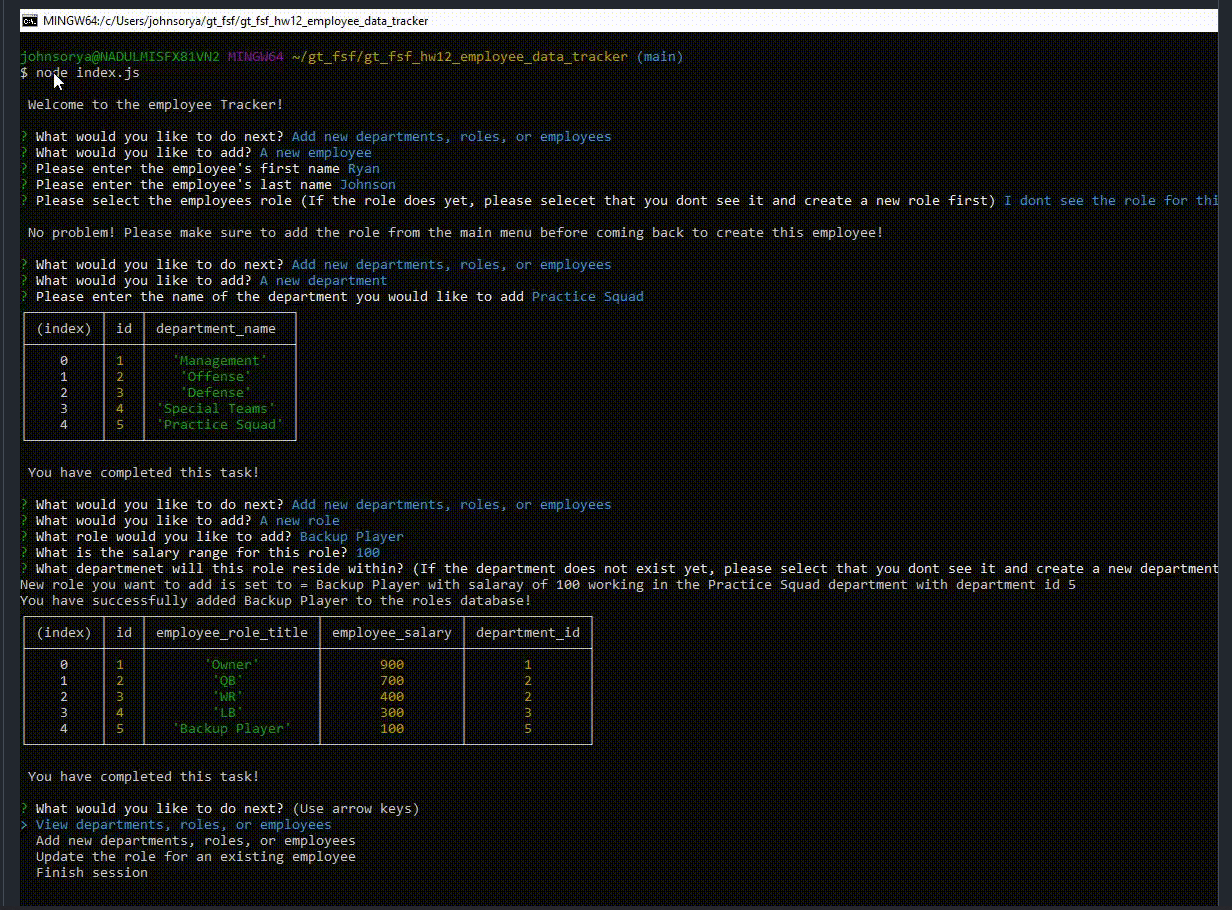 MINGW64:/c/Users/johnsorya/gt_fsf/gt_fsf_hw12_employee_data_tracker
johnsorya@NADULMISFX81VN2 MINGW64 ~/gt_fsf/gt_fsf_hw12_employee_data_tracker (main)
$ node index.js
Welcome to the employee Tracker!
? What would you like to do next? Add new departments, roles, or employees
? What would you like to add? A new employee
? Please enter the employee's first name Ryan
? Please enter the employee's last name Johnson
? Please select the employees role (If the role does yet, please selecet that you dont see it and create a new role first) I dont see the role for thi
No problem! Please make sure to add the role from the main menu before coming back to create this employee!
? What would you like to do next? Add new departments, roles, or employees
? What would you like to add? A new department
? Please enter the name of the department you would like to add Practice Squad
(index) id department_name
0 1 'Management'
1 2 'Offense'
2 3 'Defense'
3 4 'Special Teams'
4 5 'Practice Squad'
You have completed this task!
? What would you like to do next? Add new departments, roles, or employees
? What would you like to add? A new role
? What role would you like to add? Backup Player
? What is the salary range for this role? 100
? What departmenet will this role reside within? (If the department does not exist yet, please select that you dont see it and create a new department
New role you want to add is set to = Backup Player with salaray of 100 working in the Practice Squad department with department id 5
You have successfully added Backup Player to the roles database!
(index) id employee_role_title employee_salary department_id
0 1 'Owner' 900 1
1 2 'QB' 700 2
2 3 'WR' 400 2
3 4 'LB' 300 3
4 5 'Backup Player' 100 5
You have completed this task!
? What would you like to do next? (Use arrow keys)
> View departments, roles, or employees
Add new departments, roles, or employees
Update the role for an existing employee
Finish session